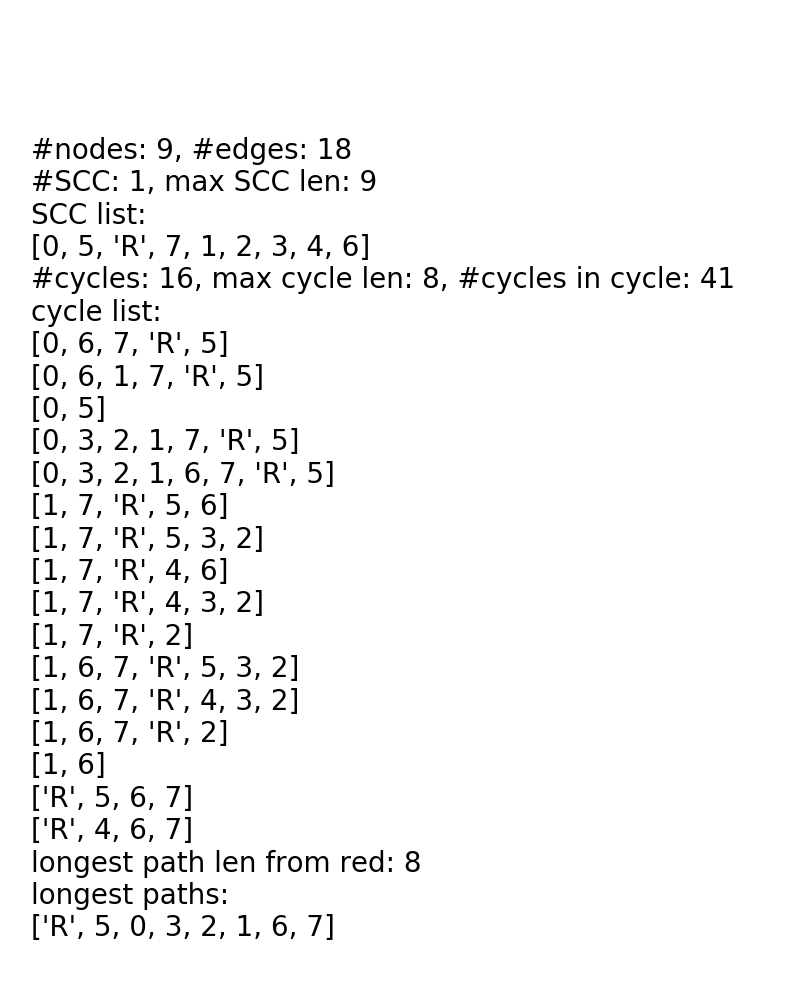 #nodes: 9, #edges: 18
#SCC: 1, max SCC len: 9
SCC list:
[0, 5, 'R', 7, 1, 2, 3, 4, 6]
#cycles: 16, max cycle len: 8, #cycles in cycle: 41
cycle list:
[0, 6, 7, 'R', 5]
[0, 6, 1, 7, 'R', 5]
[0, 5]
[0, 3, 2, 1, 7, 'R', 5]
[0, 3, 2, 1, 6, 7, 'R', 5]
[1, 7, 'R', 5, 6]
[1, 7, 'R', 5, 3, 2]
[1, 7, 'R', 4, 6]
[1, 7, 'R', 4, 3, 2]
[1, 7, 'R', 2]
[1, 6, 7, 'R', 5, 3, 2]
[1, 6, 7, 'R', 4, 3, 2]
[1, 6, 7, 'R', 2]
[1, 6]
['R', 5, 6, 7]
['R', 4, 6, 7]
longest path len from red: 8
longest paths:
['R', 5, 0, 3, 2, 1, 6, 7]